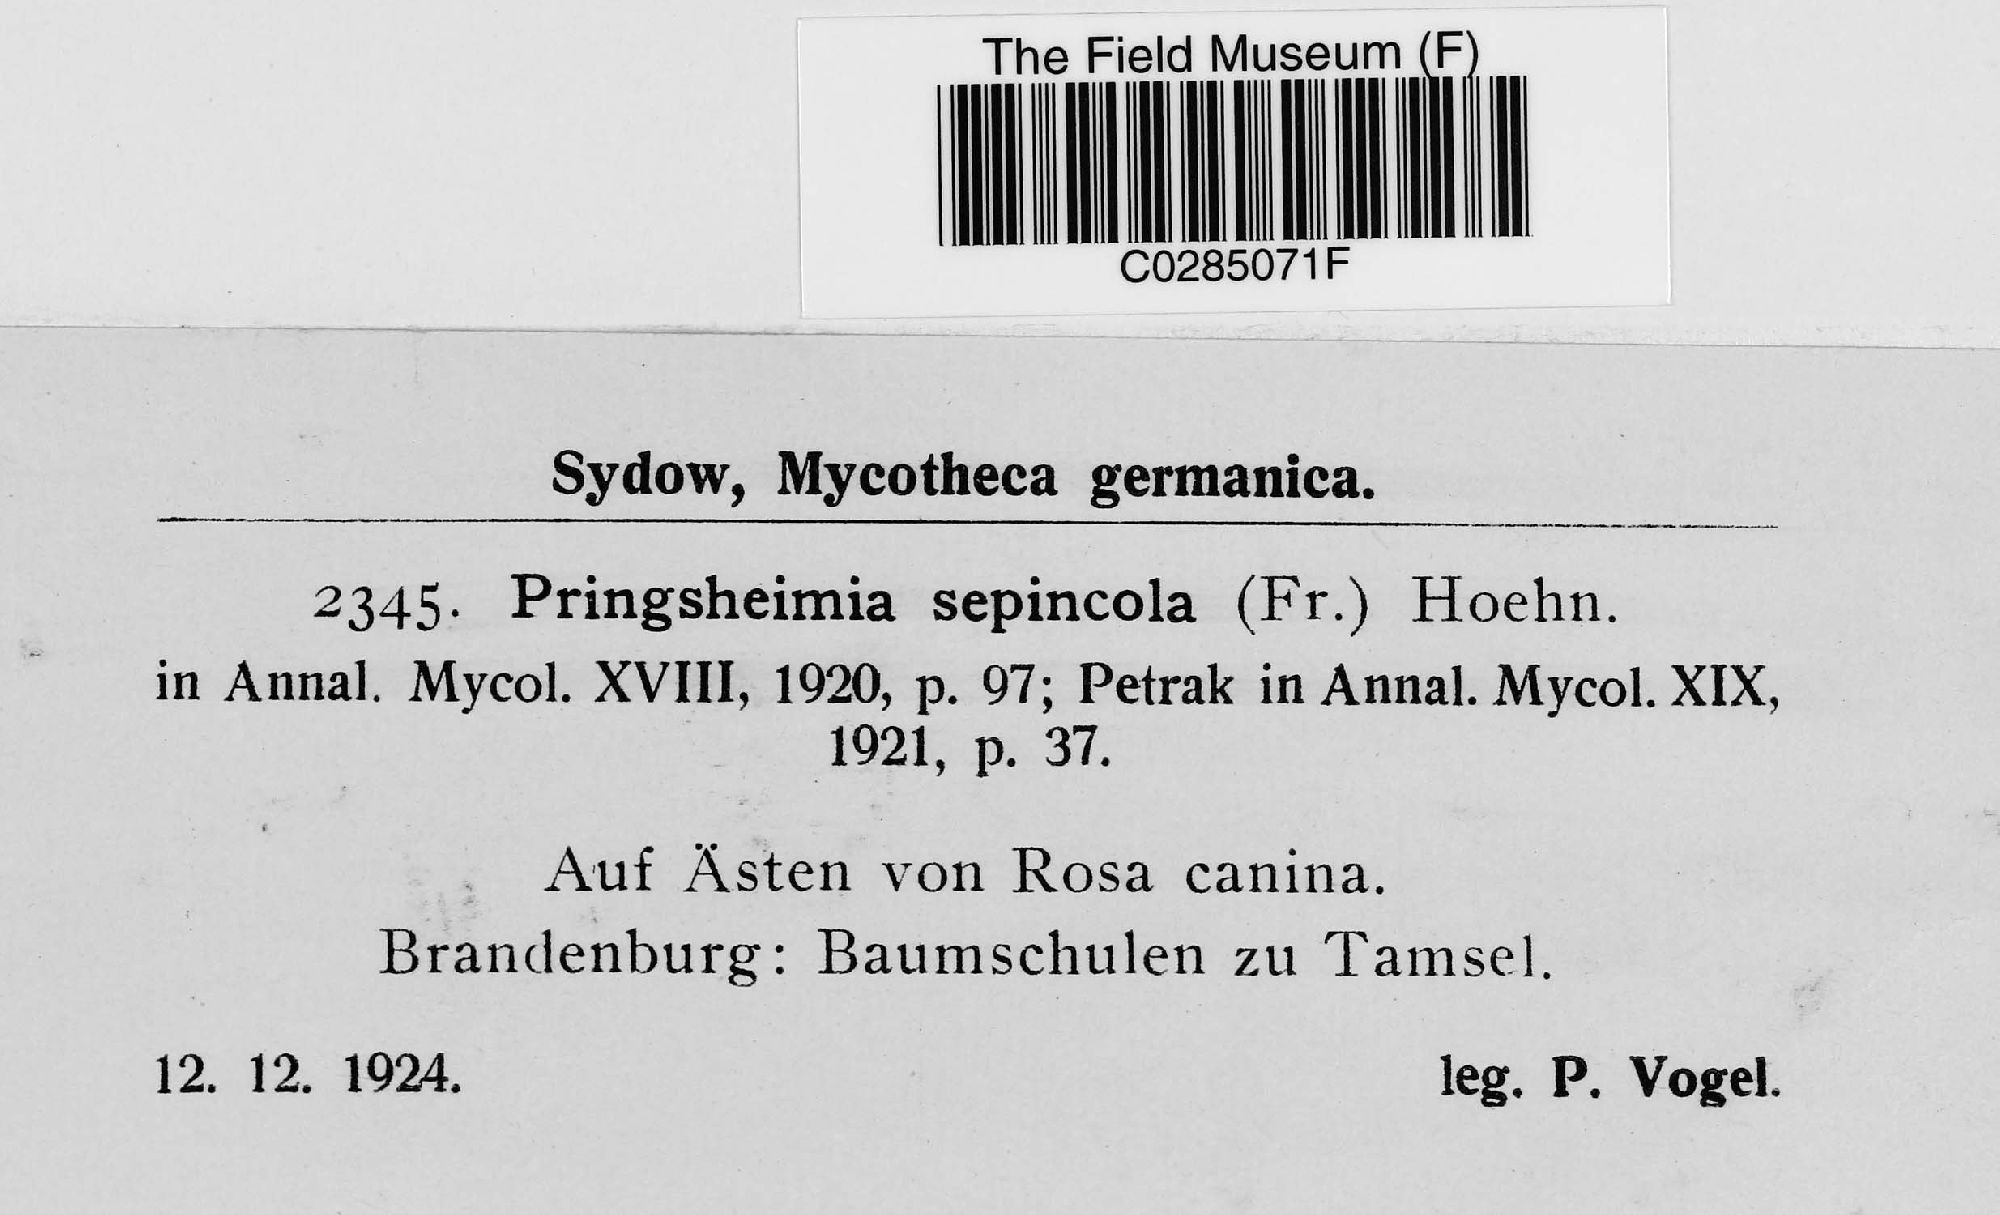 The Field Museum (F)
C0285071F
Sydow, Mycotheca germanica.
2345. Pringsheimia sepincola (Fr.) Hoehn.
in Annal. Mycol. XVIII, 1920, p. 97; Petrak in Annal. Mycol. XIX,
1921, p. 37.
Auf Ästen von Rosa canina.
Brandenburg: Baumschulen zu Tamsel.
12. 12. 1924.
leg. P. Vogel.